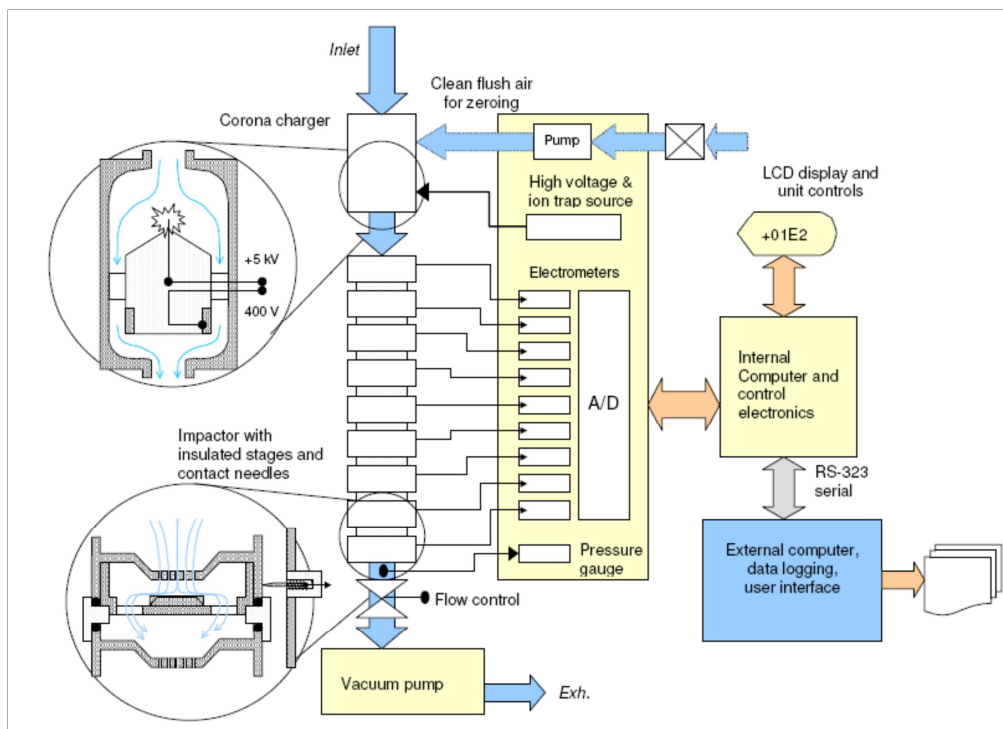 Inlet
Clean flush air
for zeroing
Corona charger
Pump
LCD display and
unit controls
High voltage &
ion trap source
+01E2
+5 kV
400 V
Electrometers
A/D
Internal
Computer and
control
electronics
Impactor with
insulated stages and
contact needles
RS-323
serial
External computer,
data logging,
user interface
Pressure
gauge
Flow control
Vacuum pump
Exh.